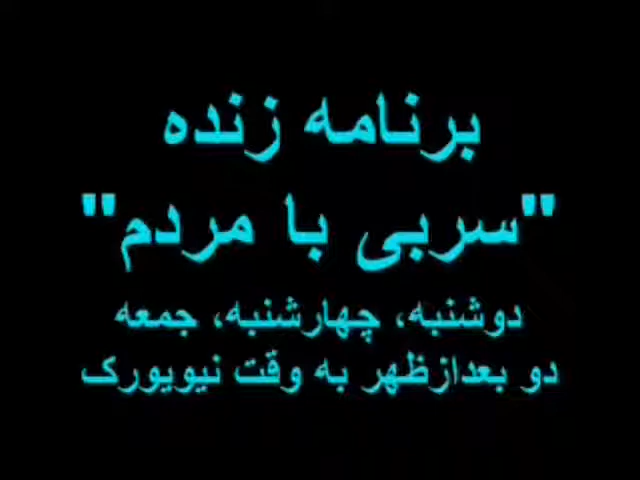 برنامه زنده
"سربی با مردم"
دوشنبه، چهارشنبه، جمعه
دو بعدازظهر به وقت نیویورک